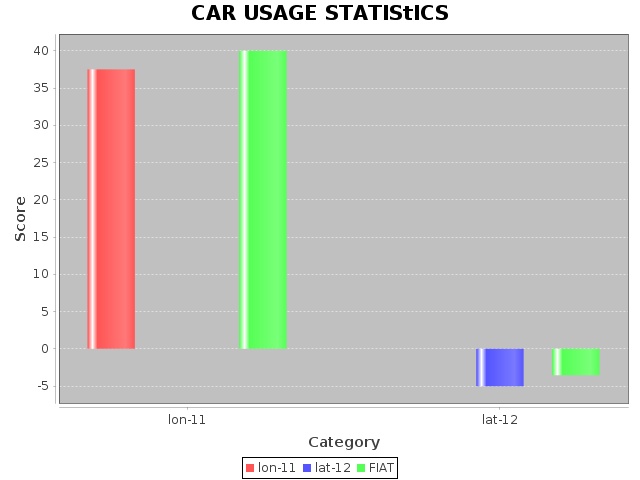 CAR USAGE STATIStICS
40
35
30
25
20
15
10
5
0
-5
Score
lon-11 lat-12
Category
lon-11 lat-12 FIAT